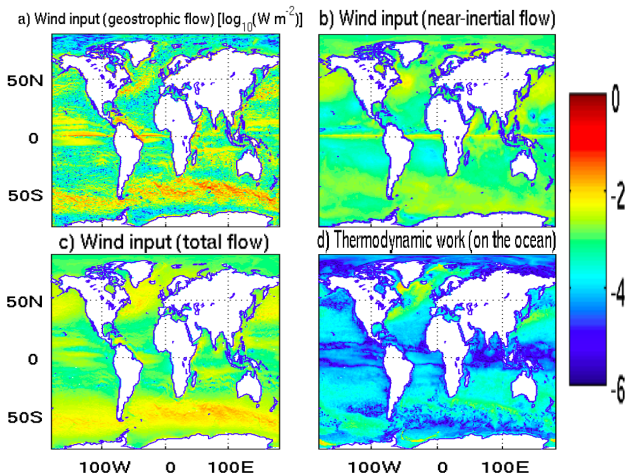 a) Wind input (geostrophic flow) [log10(W m-2)]
b) Wind input (near-inertial flow)
50N
0
50S
0
-2
-4
-6
c) Wind input (total flow)
d) Thermodynamic work (on the ocean)
50N
0
50S
100W 0 100E
100W 0 100E